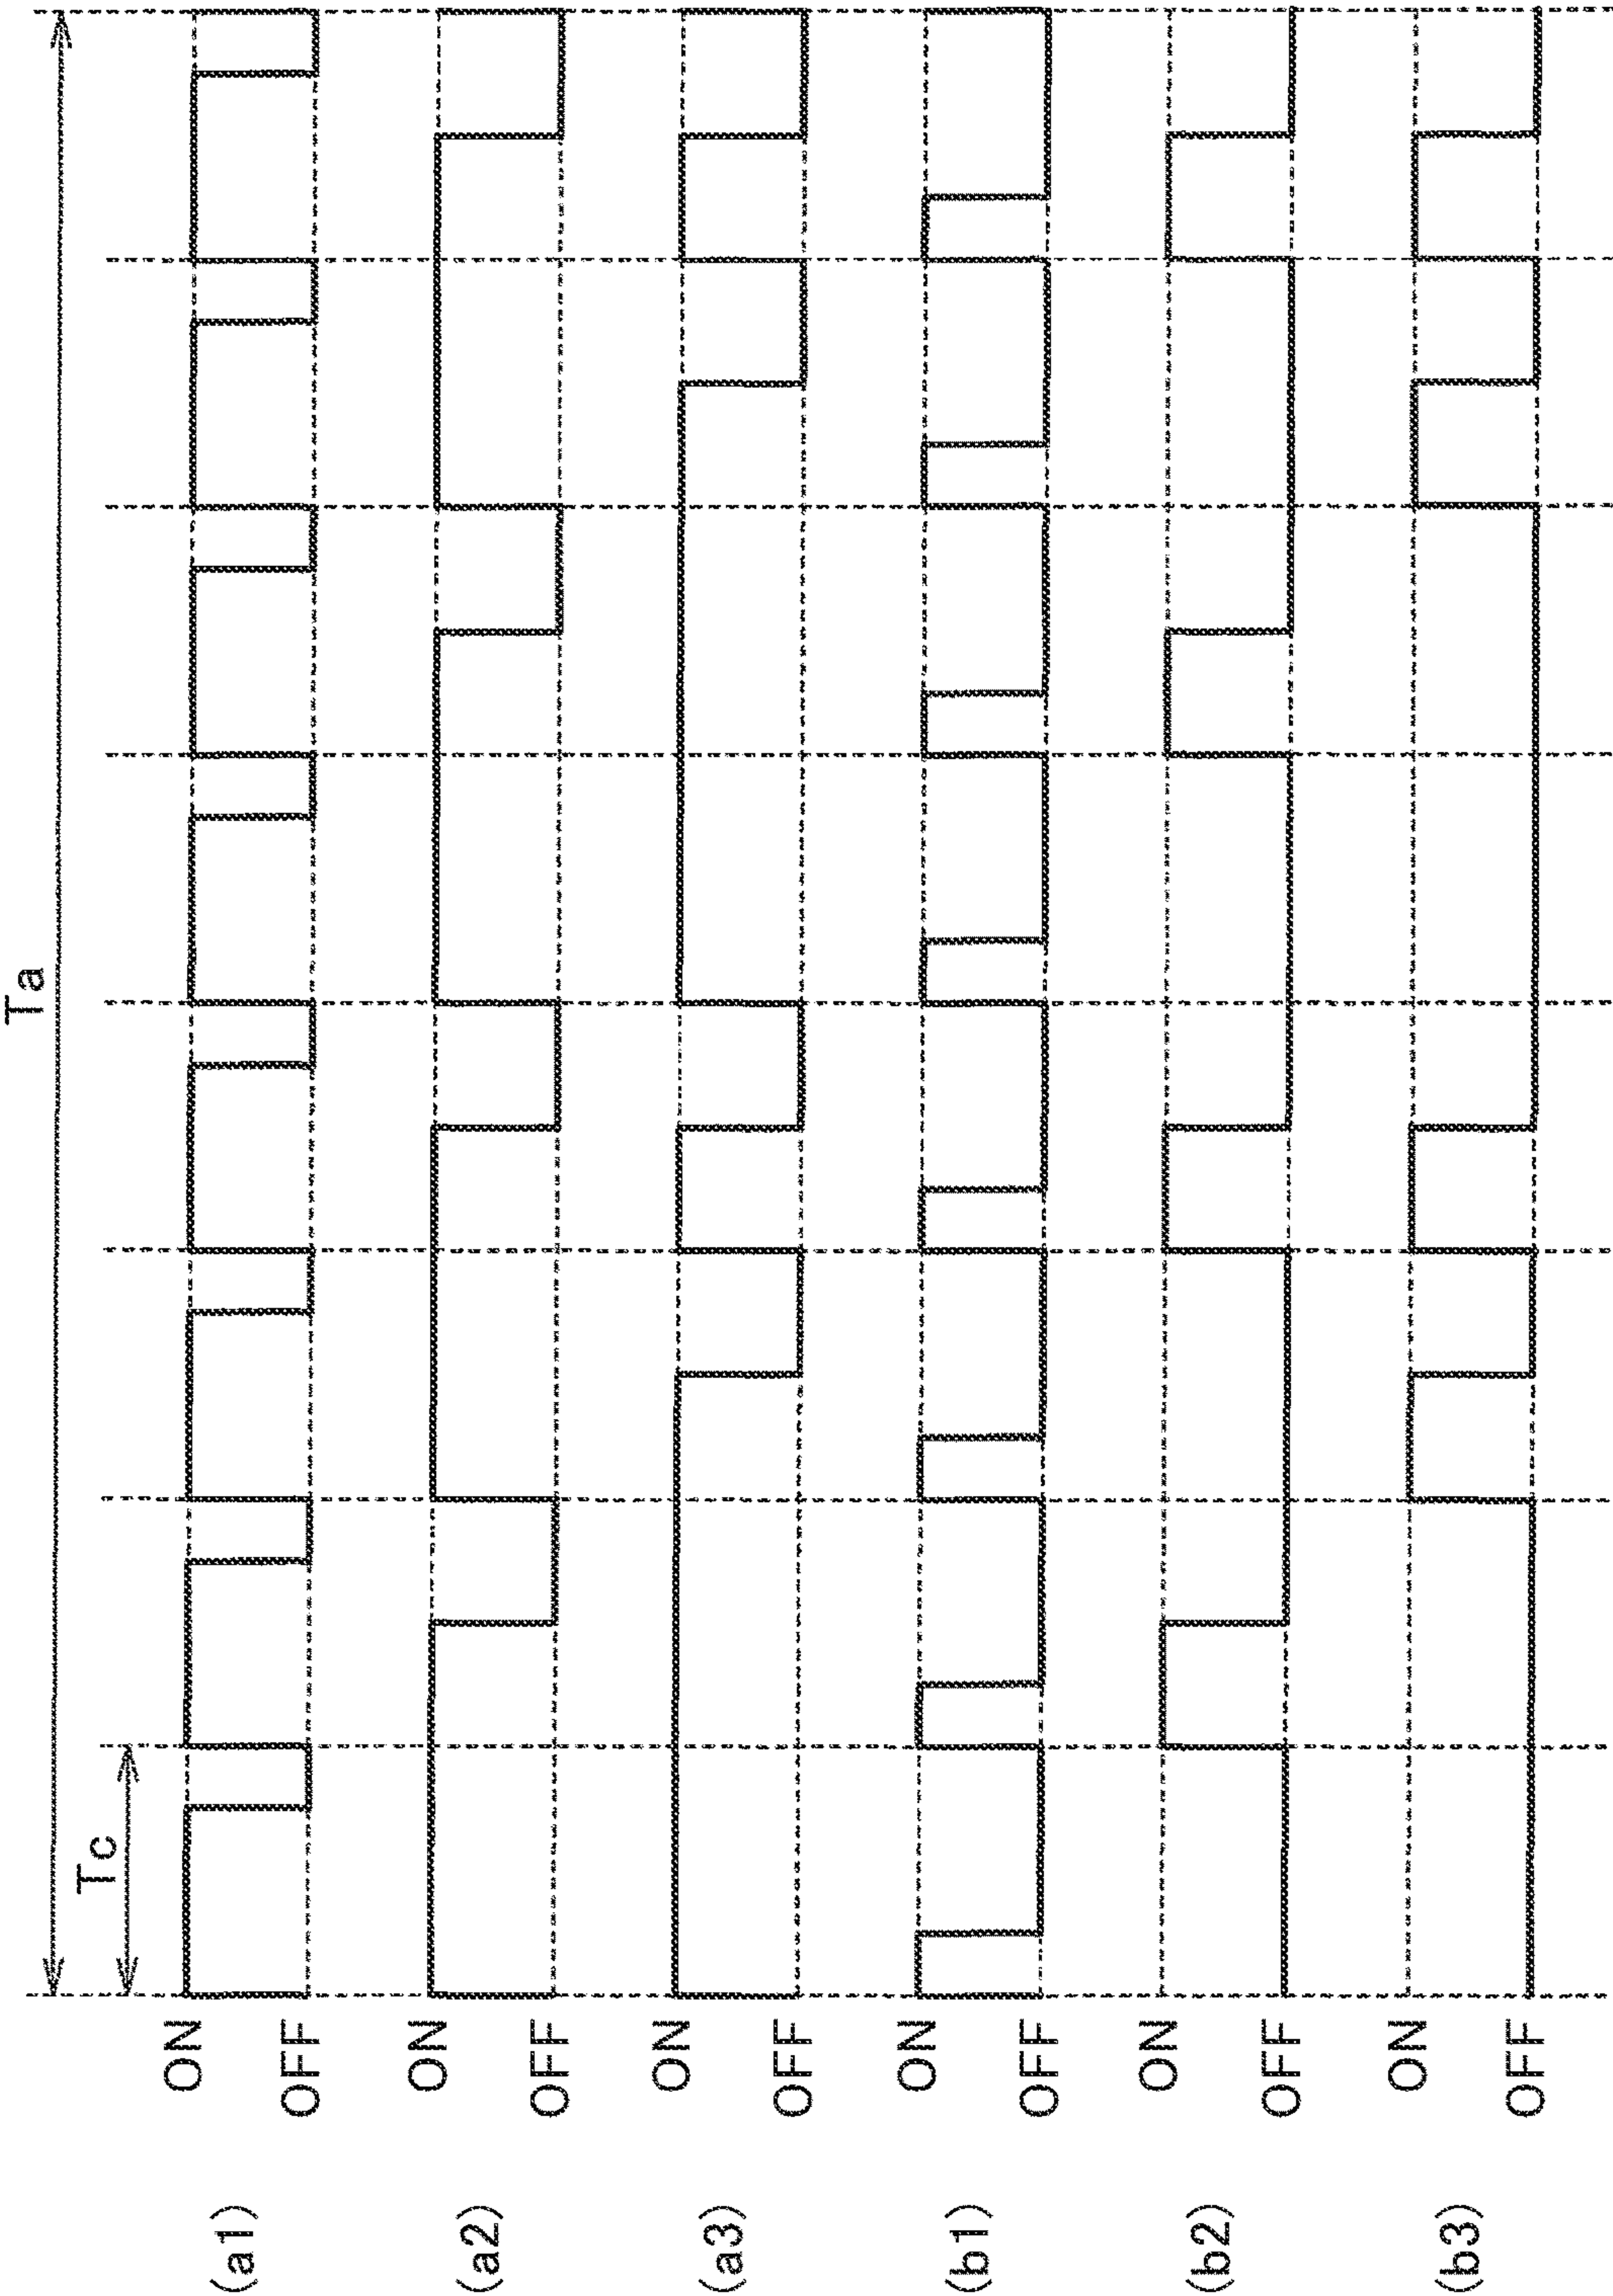 Ta
Tc
(a1) ON
OFF
(a2) ON
OFF
(a3) ON
OFF
(b1) ON
OFF
(b2) ON
OFF
(b3) ON
OFF